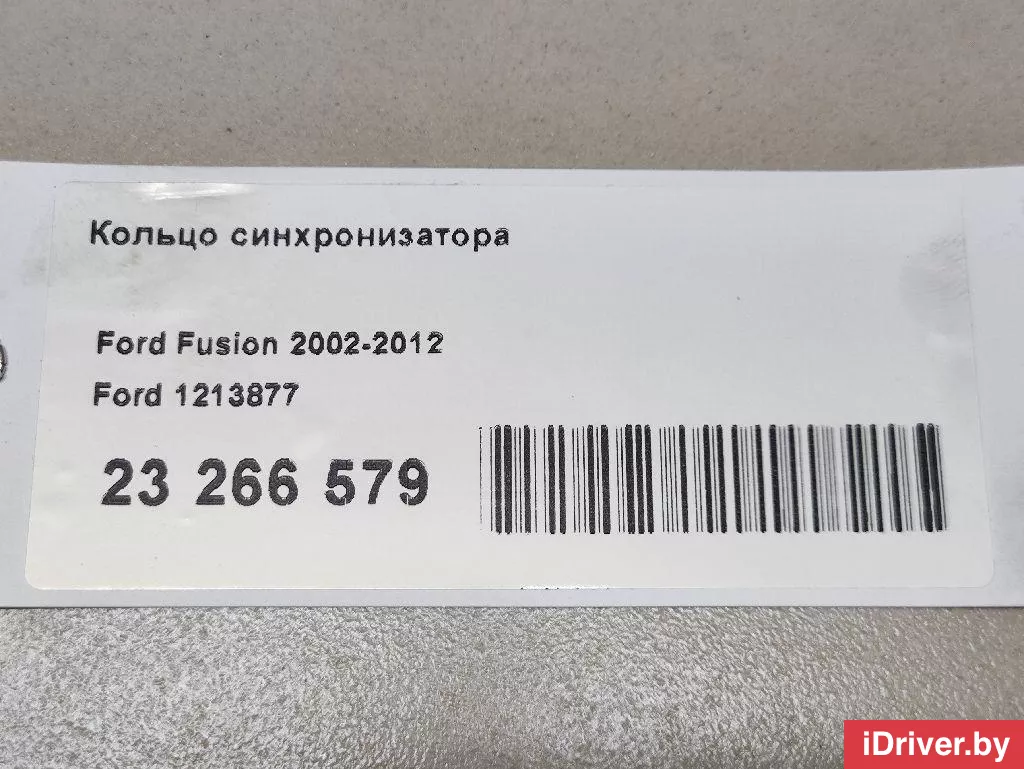 Кольцо синхронизатора
Ford Fusion 2002-2012
Ford 1213877
23 266 579
iDriver.by